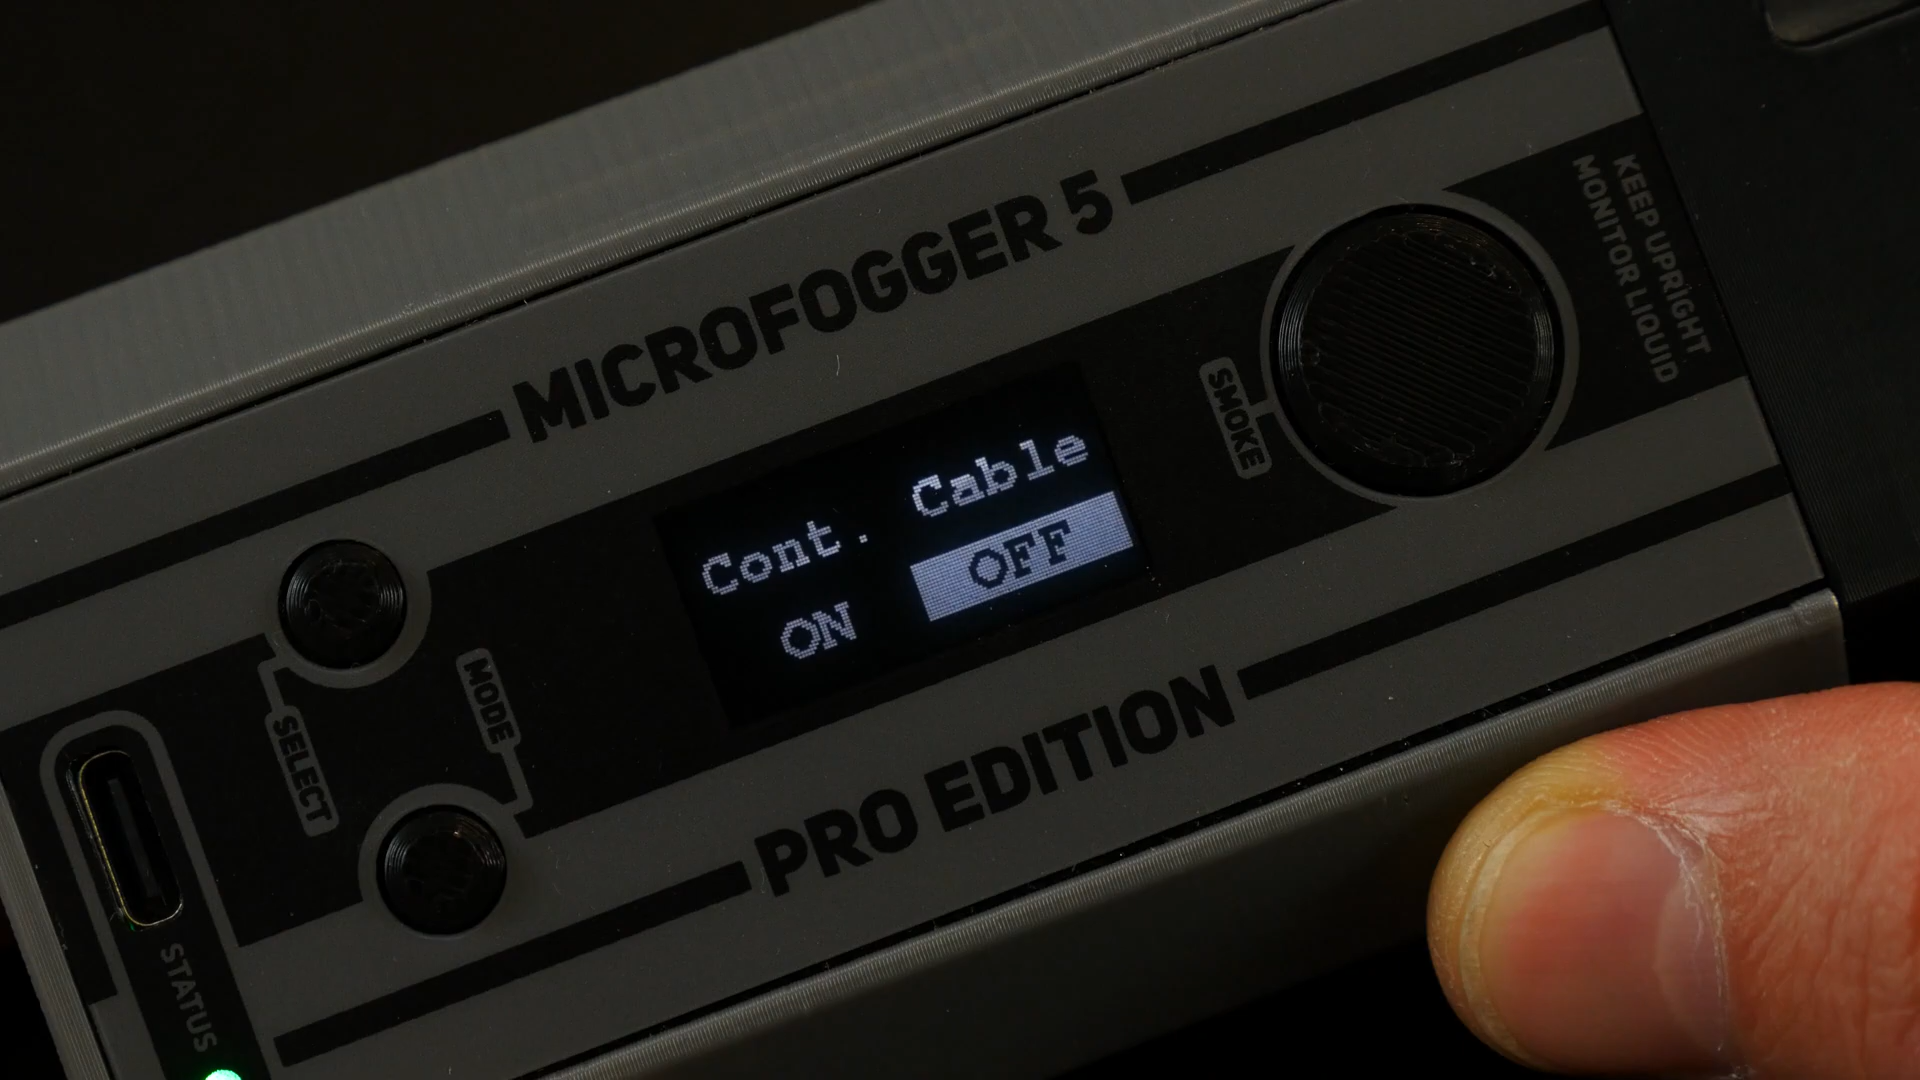 MICROFOGGER 5
KEEP UPRIGHT
MONITOR LIQUID
SMOKE
Cont. Cable
ON OFF
SELECT
MODE
PRO EDITION
STATUS